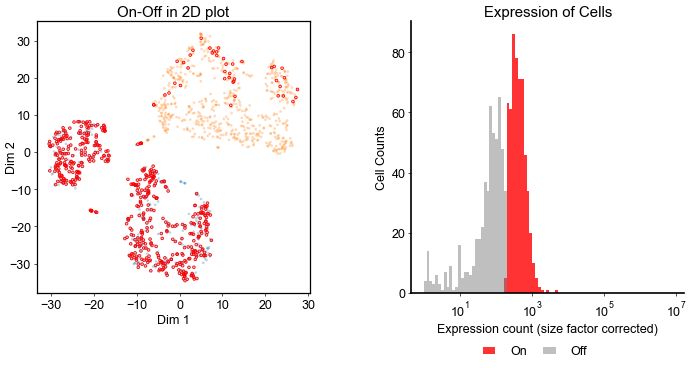 On-Off in 2D plot
30
20
10
0
−10
−20
−30
Dim 2
−30 −20 −10 0 10 20 30
Dim 1
Expression of Cells
80
60
40
20
0
Cell Counts
10^1 10^3 10^5 10^7
Expression count (size factor corrected)
On Off